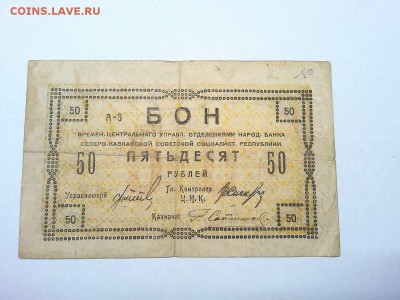 COINS.LAVE.RU
50
50 50
А-3 БОН
ВРЕМЕН. ЦЕНТРАЛЬНАГО УПРАВЛ. ОТДЕЛЕНИЯМИ НАРОД. БАНКА
СЕВЕРО-КАВКАЗСКОЙ СОВЕТСКОЙ СОЦИАЛИСТ. РЕСПУБЛИКИ
50 ПЯТЬДЕСЯТ 50
РУБЛЕЙ
Управляющий Гл. Контролер
Ц. И. К.
Казначей
50 50